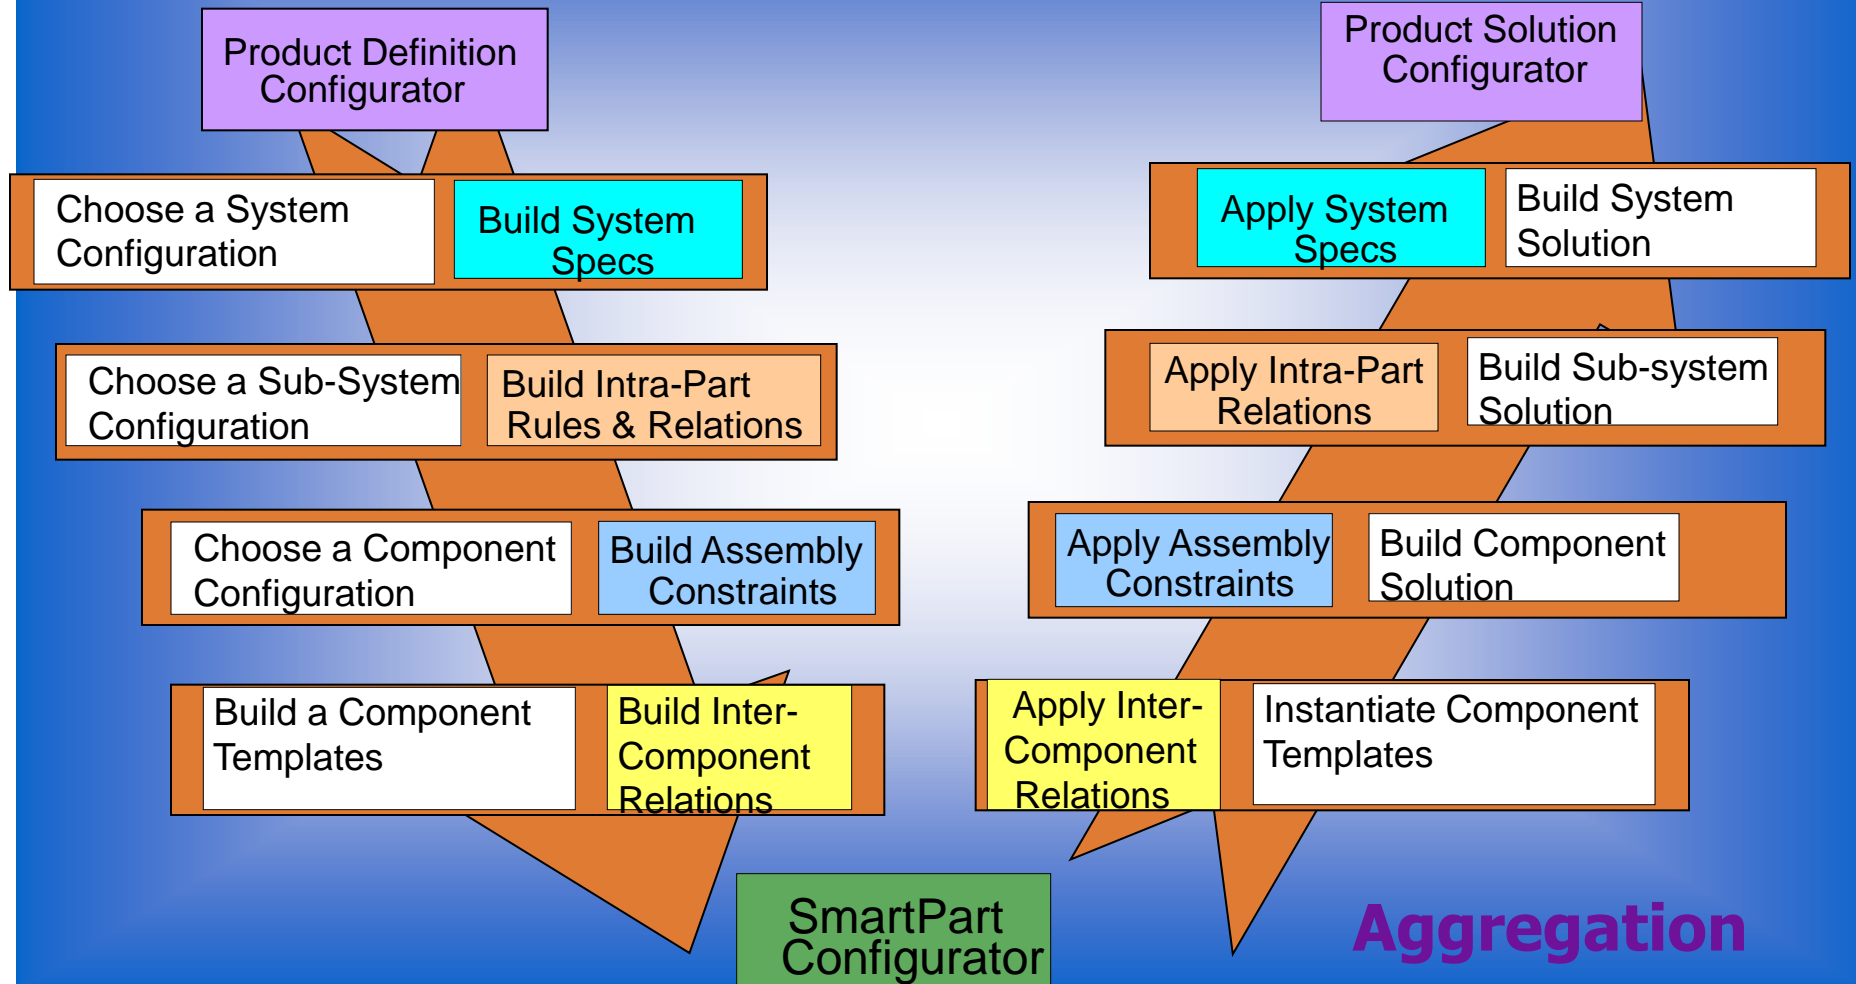 Product Definition
Configurator
Choose a System
Configuration
Build System
Specs
Choose a Sub-System
Configuration
Build Intra-Part
Rules & Relations
Choose a Component
Configuration
Build Assembly
Constraints
Build a Component
Templates
Build Inter-
Component
Relations
SmartPart
Configurator
Product Solution
Configurator
Apply System
Specs
Build System
Solution
Apply Intra-Part
Relations
Build Sub-system
Solution
Apply Assembly
Constraints
Build Component
Solution
Apply Inter-
Component
Relations
Instantiate Component
Templates
Aggregation